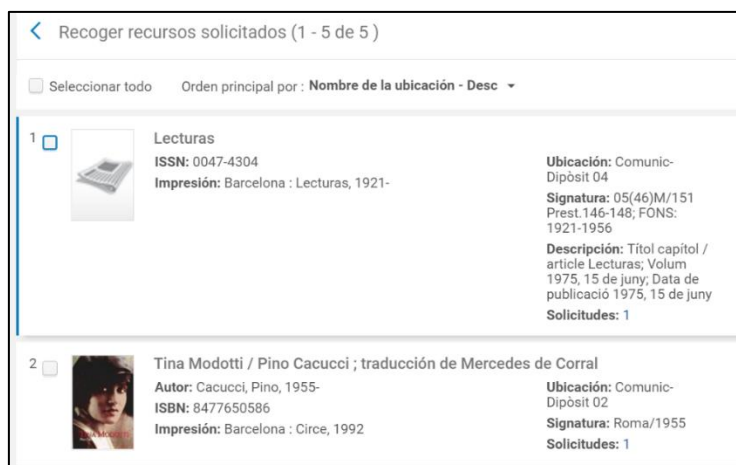 Recoger recursos solicitados (1 - 5 de 5 )
Seleccionar todo Orden principal por : Nombre de la ubicación - Desc
1
Lecturas
ISSN: 0047-4304
Impresión: Barcelona : Lecturas, 1921-
Ubicación: Comunic-
Dipòsit 04
Signatura: 05(46)M/151
Prest.146-148; FONS:
1921-1956
Descripción: Títol capítol /
article Lecturas; Volum
1975, 15 de juny; Data de
publicació 1975, 15 de juny
Solicitudes: 1
2
Tina Modotti / Pino Cacucci ; traducción de Mercedes de Corral
Autor: Cacucci, Pino, 1955-
ISBN: 8477650586
Impresión: Barcelona : Circe, 1992
Ubicación: Comunic-
Dipòsit 02
Signatura: Roma/1955
Solicitudes: 1
TINA MODOTTI